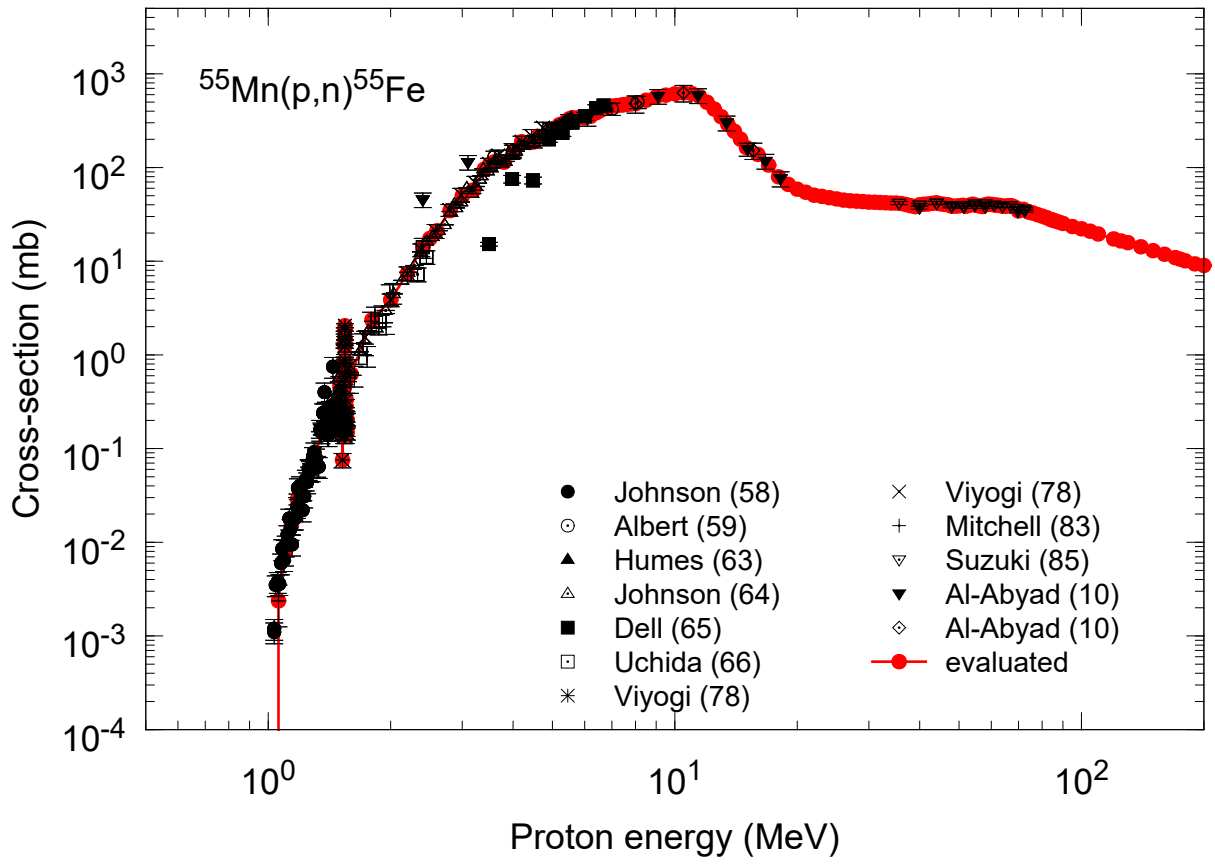 ⁵⁵Mn(p,n)⁵⁵Fe
Cross-section (mb)
10³
10²
10¹
10⁰
10⁻¹
10⁻²
10⁻³
10⁻⁴
Johnson (58)
Albert (59)
Humes (63)
Johnson (64)
Dell (65)
Uchida (66)
Viyogi (78)
Viyogi (78)
Mitchell (83)
Suzuki (85)
Al-Abyad (10)
Al-Abyad (10)
evaluated
10⁰ 10¹ 10²
Proton energy (MeV)